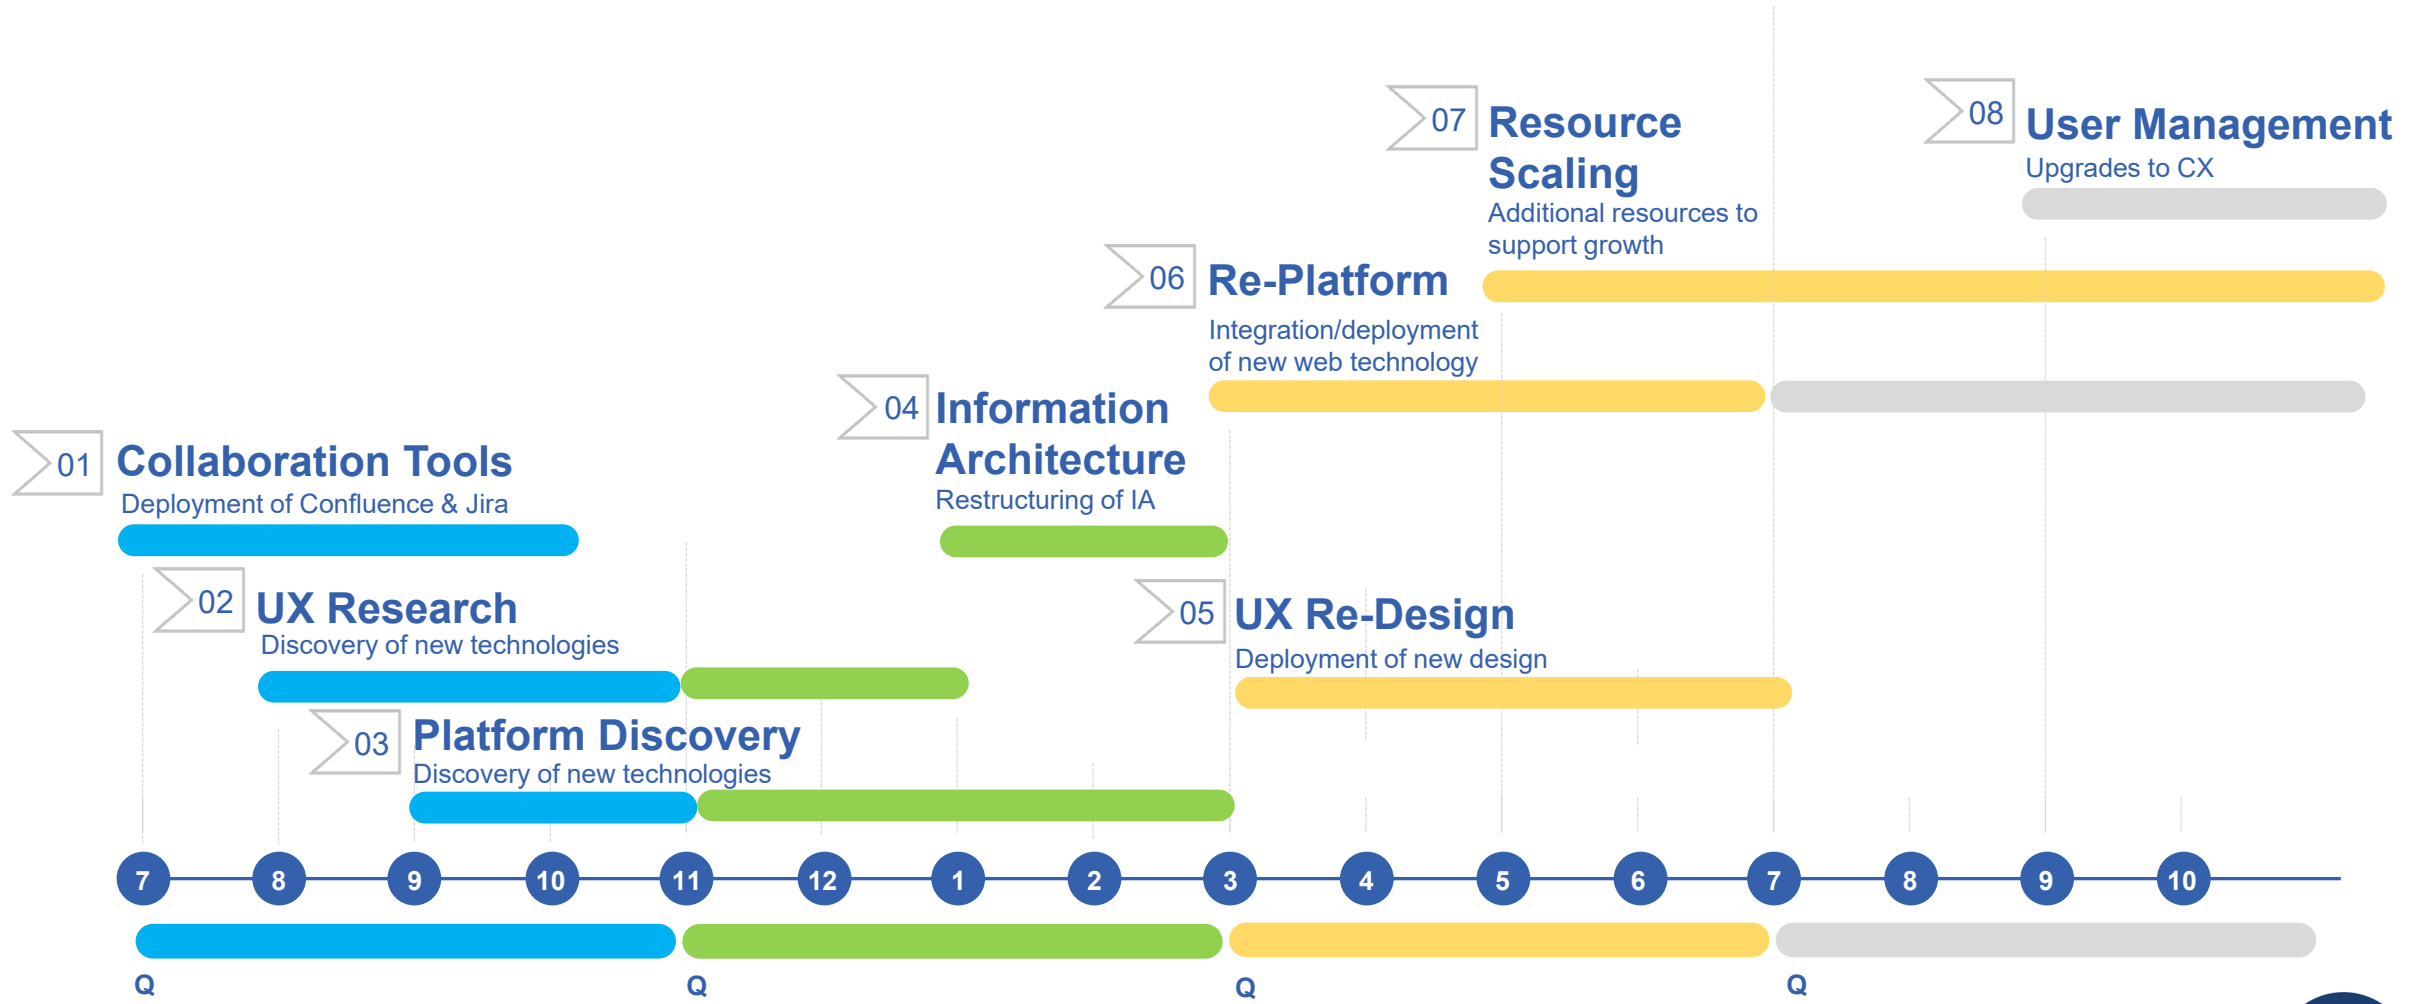 01
Collaboration Tools
Deployment of Confluence & Jira
02
UX Research
Discovery of new technologies
03
Platform Discovery
Discovery of new technologies
04
Information
Architecture
Restructuring of IA
05
UX Re-Design
Deployment of new design
06
Re-Platform
Integration/deployment
of new web technology
07
Resource
Scaling
Additional resources to
support growth
08
User Management
Upgrades to CX
7 8 9 10 11 12 1 2 3 4 5 6 7 8 9 10
Q Q Q Q